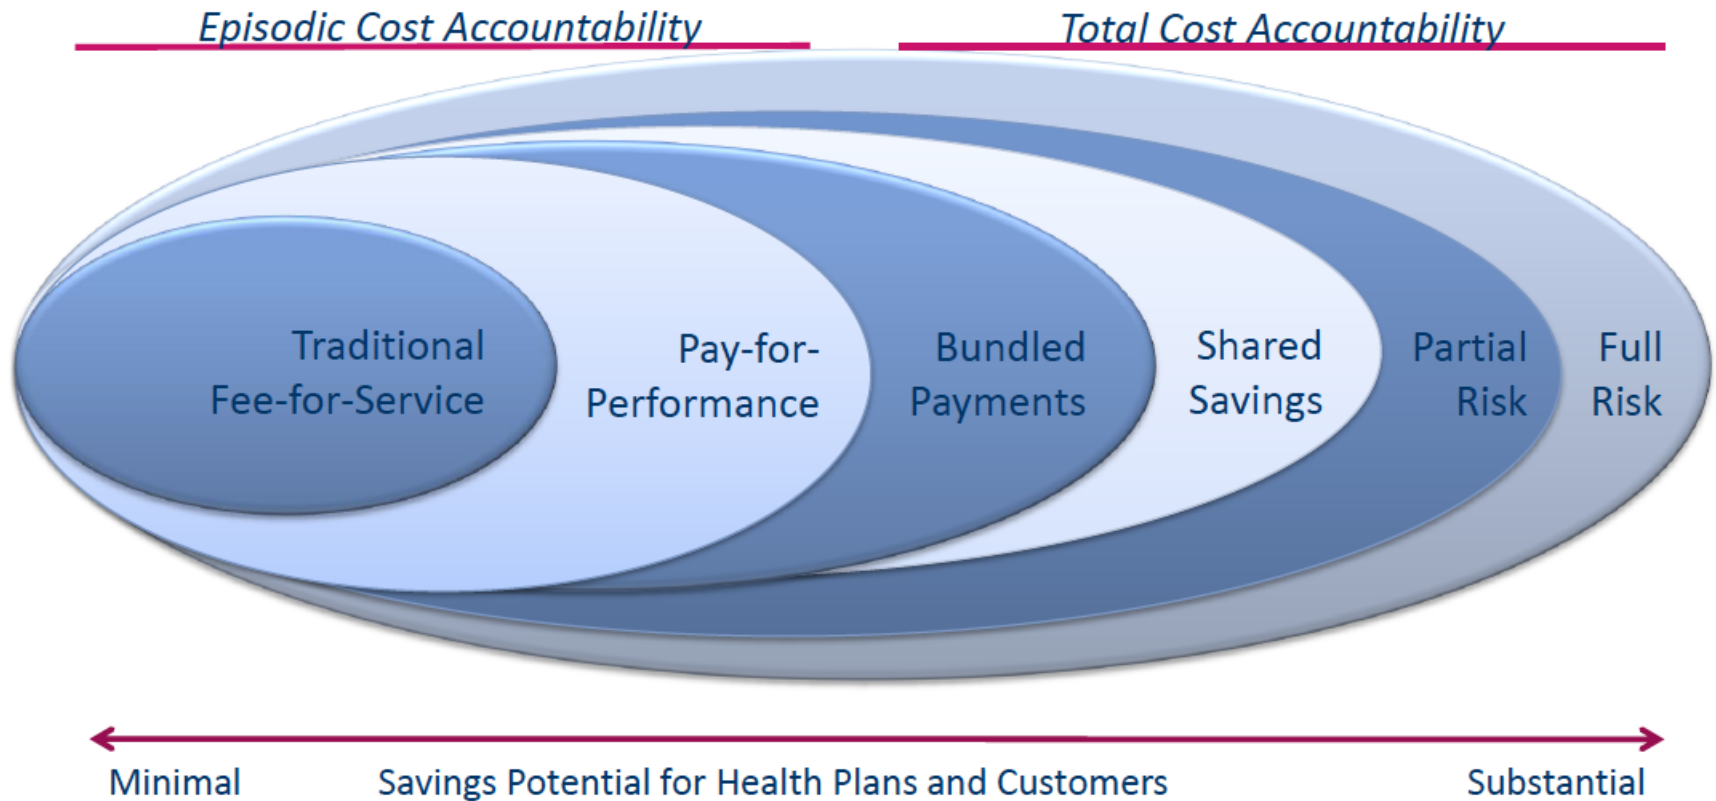 Episodic Cost Accountability
Total Cost Accountability
Traditional
Fee-for-Service
Pay-for-
Performance
Bundled
Payments
Shared
Savings
Partial
Risk
Full
Risk
Minimal
Savings Potential for Health Plans and Customers
Substantial